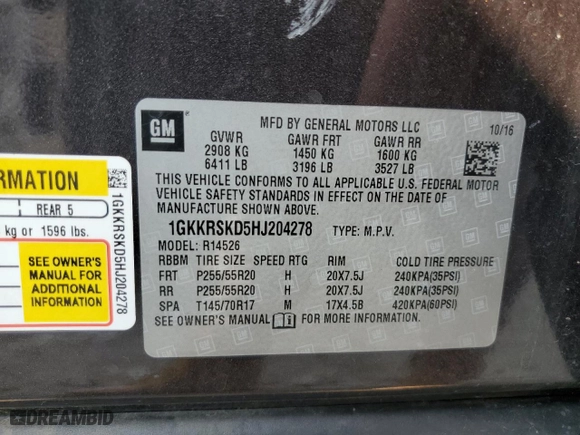 GM
MFD BY GENERAL MOTORS LLC 10/16
GVWR GAWR FRT GAWR RR
2908 KG 1450 KG 1600 KG
6411 LB 3196 LB 3527 LB
THIS VEHICLE CONFORMS TO ALL APPLICABLE U.S. FEDERAL MOTOR
VEHICLE SAFETY STANDARDS IN EFFECT ON THE DATE OF
MANUFACTURE SHOWN ABOVE.
1GKKRSKD5HJ204278 TYPE: M.P.V.
MODEL: R14526
RBBM TIRE SIZE SPEED RTG RIM COLD TIRE PRESSURE
FRT P255/55R20 H 20X7.5J 240KPA(35PSI)
RR P255/55R20 H 20X7.5J 240KPA(35PSI)
SPA T145/70R17 M 17X4.5B 420KPA(60PSI)
SEE OWNER'S MANUAL FOR MORE INFORMATION.
REAR 5
kg or 1596 lbs.
SEE OWNER'S
MANUAL FOR
ADDITIONAL
INFORMATION
1GKKRSKD5HJ204278
DREAMBID